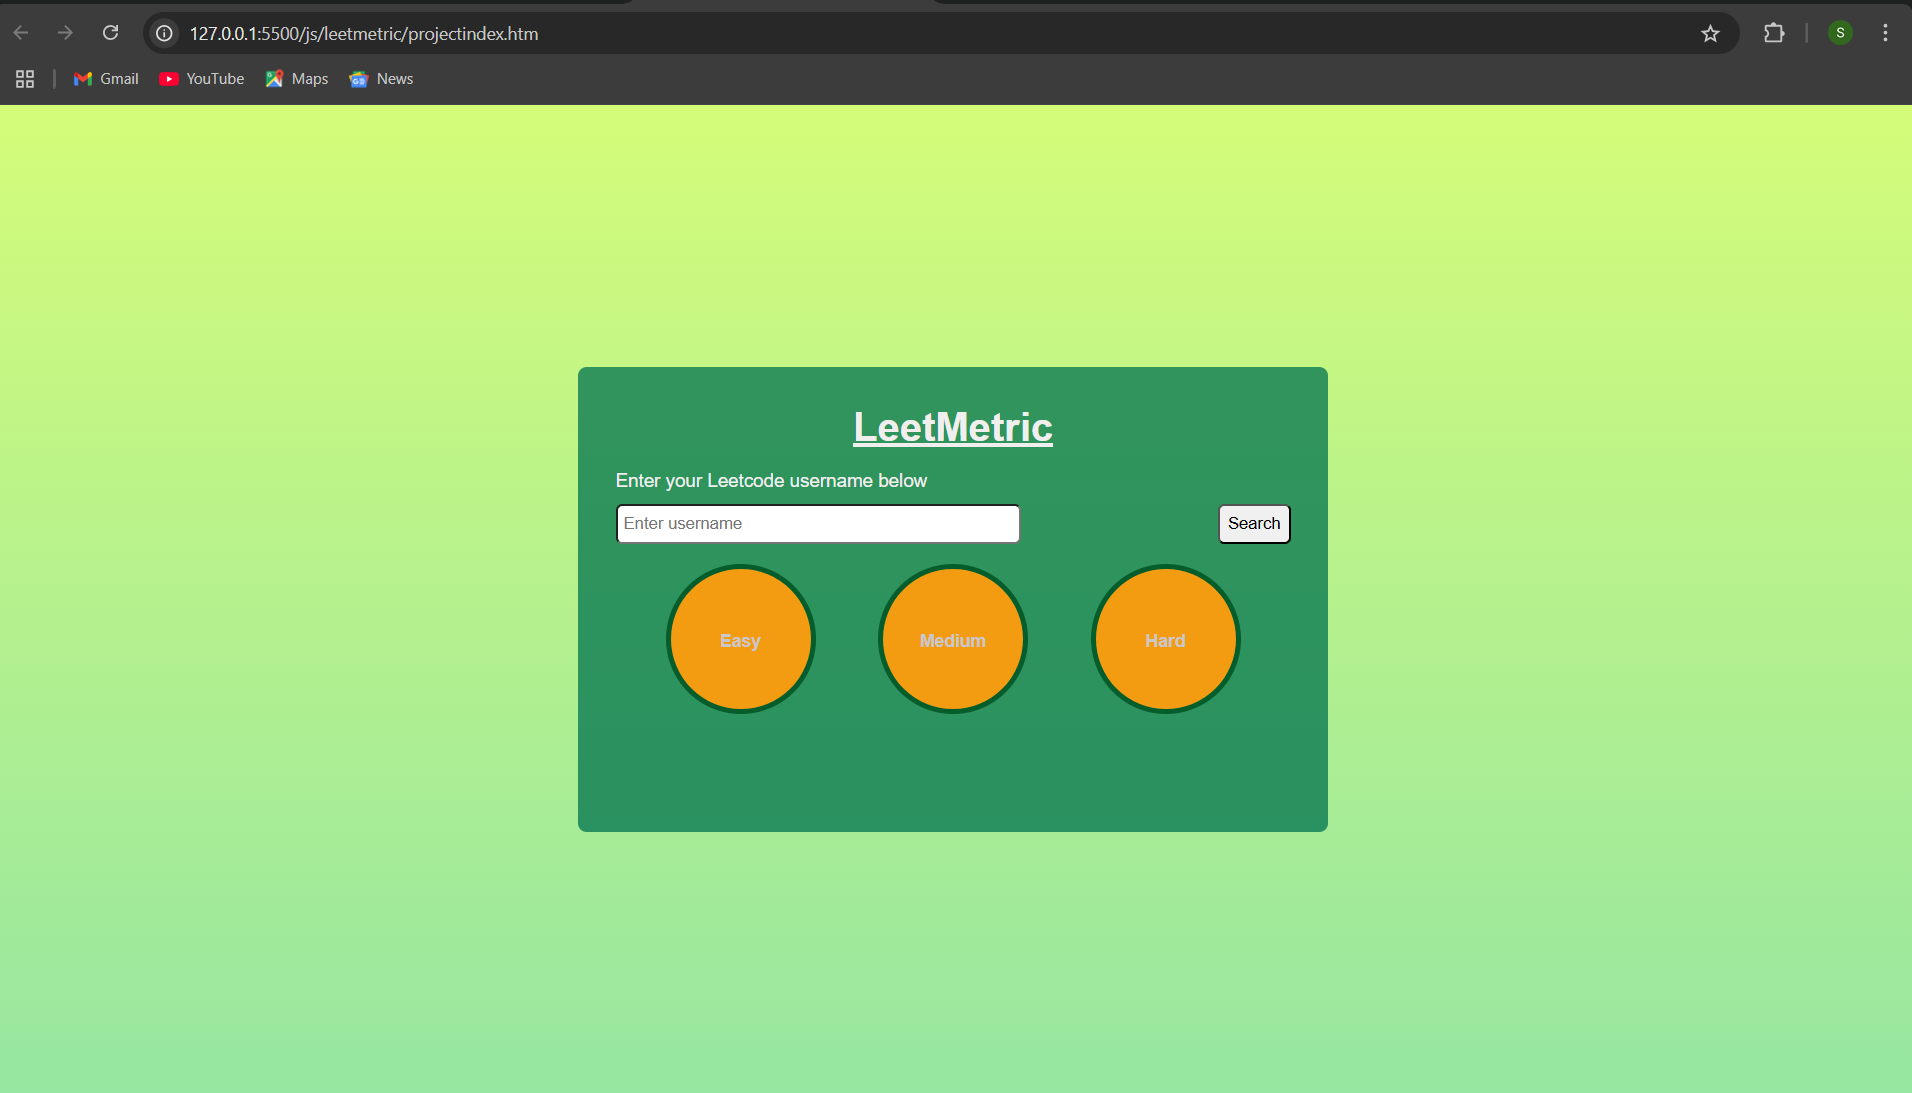 127.0.0.1:5500/js/leetmetric/projectindex.htm
S
Gmail YouTube Maps News
LeetMetric
Enter your Leetcode username below
Enter username Search
Easy Medium Hard